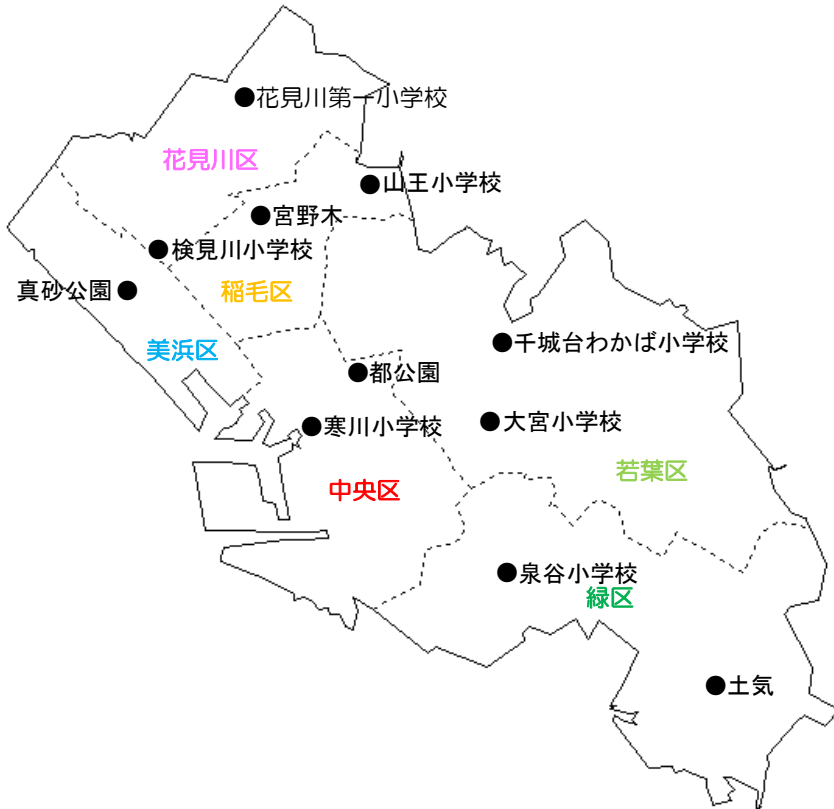 花見川第一小学校
花見川区
山王小学校
宮野木
検見川小学校
真砂公園
稲毛区
美浜区
千城台わかば小学校
都公園
大宮小学校
寒川小学校
若葉区
中央区
泉谷小学校
緑区
土気